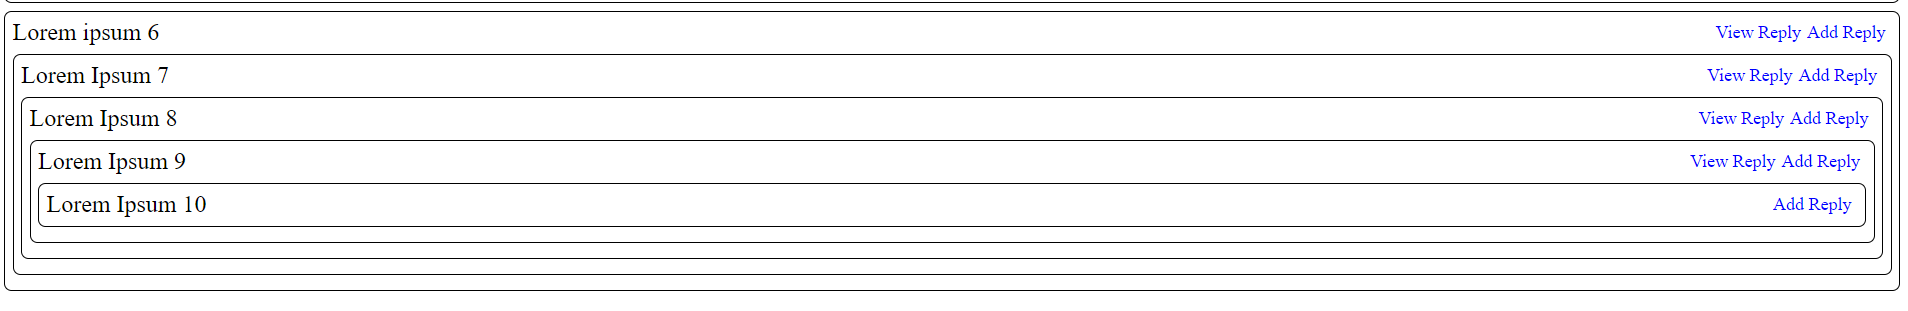 Lorem ipsum 6 View Reply Add Reply
Lorem Ipsum 7 View Reply Add Reply
Lorem Ipsum 8 View Reply Add Reply
Lorem Ipsum 9 View Reply Add Reply
Lorem Ipsum 10 Add Reply